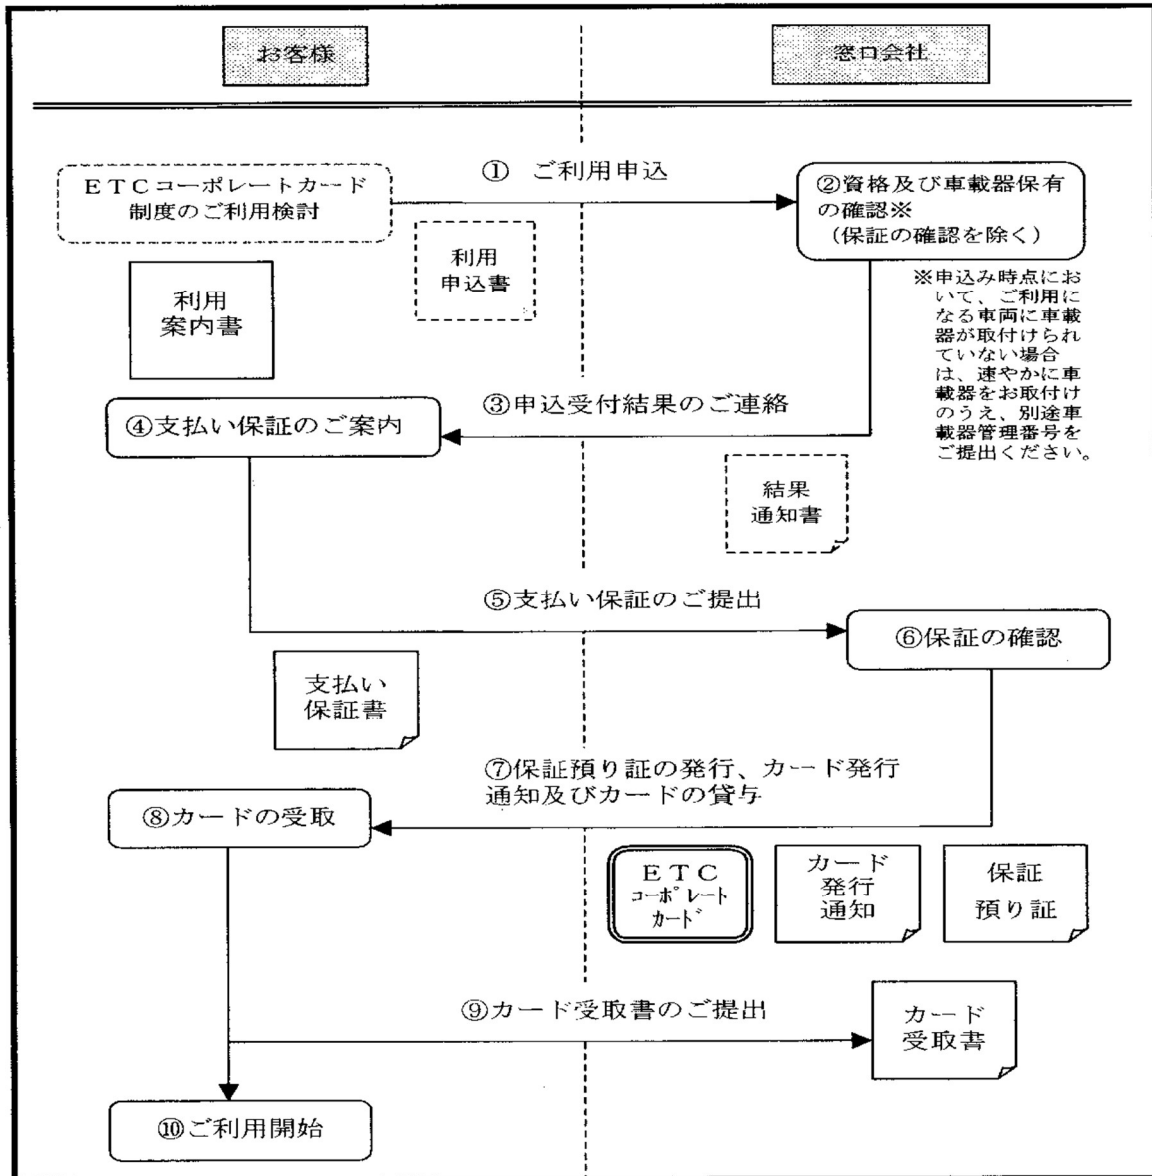 お客様
窓口会社
① ご利用申込
ETCコーポレートカード
制度のご利用検討
②資格及び車載器保有
の確認※
(保証の確認を除く)
利用
申込書
利用
案内書
※申込み時点にお
いて、ご利用に
なる車両に車載
器が取付けられ
ていない場合
は、速やかに車
載器をお取付け
のうえ、別途車
載器管理番号を
ご提出ください。
③申込受付結果のご連絡
④支払い保証のご案内
結果
通知書
⑤支払い保証のご提出
⑥保証の確認
支払い
保証書
⑦保証預り証の発行、カード発行
通知及びカードの貸与
⑧カードの受取
ETC
コーポレート
カード
カード
発行
通知
保証
預り証
⑨カード受取書のご提出
カード
受取書
⑩ご利用開始